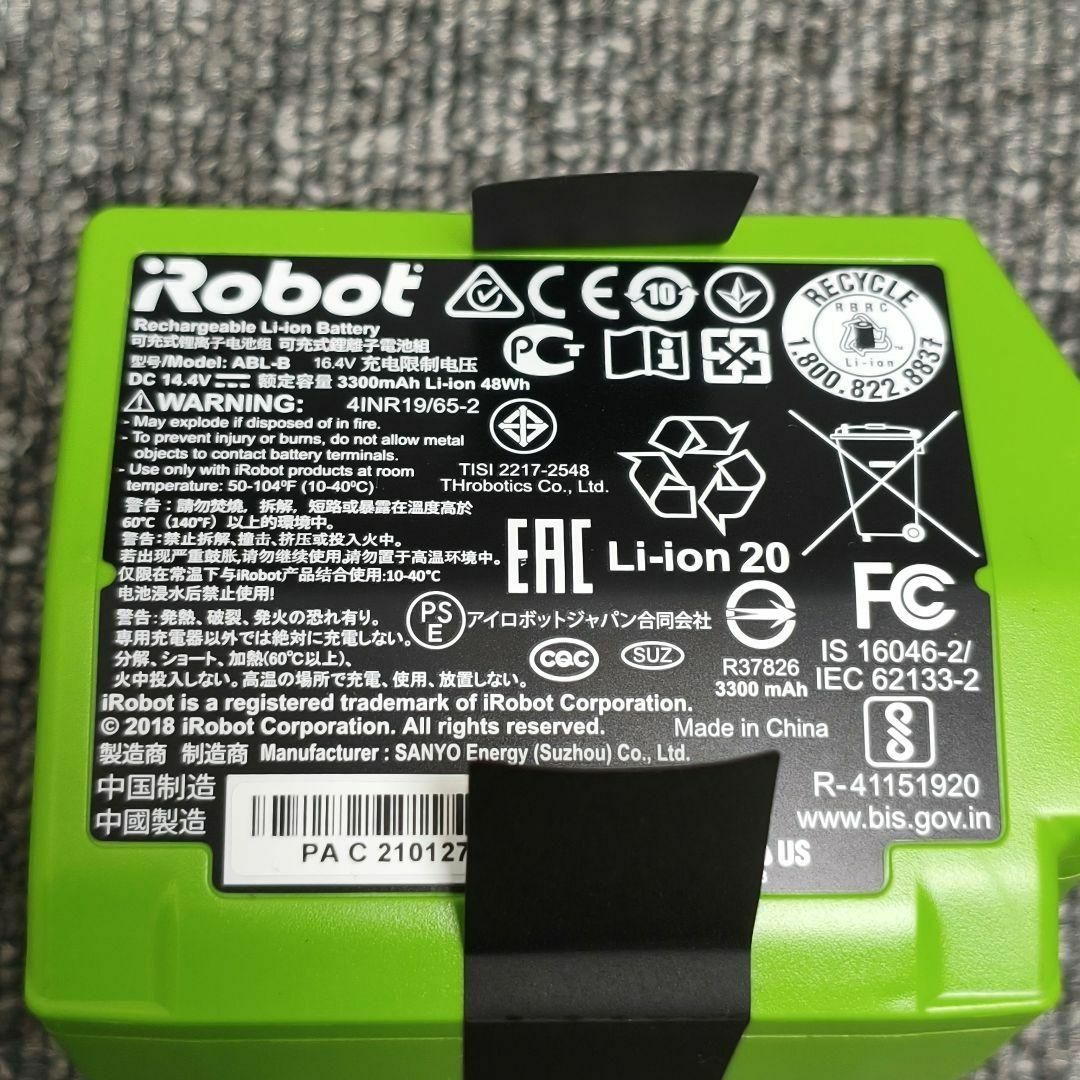 iRobot
Rechargeable Li-ion Battery
可充式锂离子电池组 可充式鋰離子電池組
型号/Model: ABL-B 16.4V 充电限制电压
DC 14.4V 额定容量 3300mAh Li-ion 48Wh
WARNING: 4INR19/65-2
- May explode if disposed of in fire.
- To prevent injury or burns, do not allow metal
objects to contact battery terminals.
- Use only with iRobot products at room
temperature: 50-104ºF (10-40ºC)
TISI 2217-2548
THrobotics Co., Ltd.
警告：請勿焚燒，拆解，短路或暴露在溫度高於
60℃（140°F）以上的環境中。
警告：禁止拆解、撞击、挤压或投入火中。
若出现严重鼓胀,请勿继续使用,请勿置于高温环境中。
仅限在常温下与iRobot产品结合使用:10-40℃
电池浸水后禁止使用!
警告: 発熱、破裂、発火の恐れ有り。
専用充電器以外では絶対に充電しない。
分解、ショート、加熱(60℃以上)、
火中投入しない。高温の場所で充電、使用、放置しない。
PS
E
アイロボットジャパン合同会社
CQC
SUZ
iRobot is a registered trademark of iRobot Corporation.
© 2018 iRobot Corporation. All rights reserved.
Made in China
製造商 制造商 Manufacturer : SANYO Energy (Suzhou) Co., Ltd.
中国制造
中國製造
PA C 210127
CE
10
PCT
RECYCLE
RBRC
Li-ion
1.800.822.8837
EAC
Li-ion 20
FC
R37826
3300 mAh
IS 16046-2/
IEC 62133-2
R-41151920
www.bis.gov.in
US